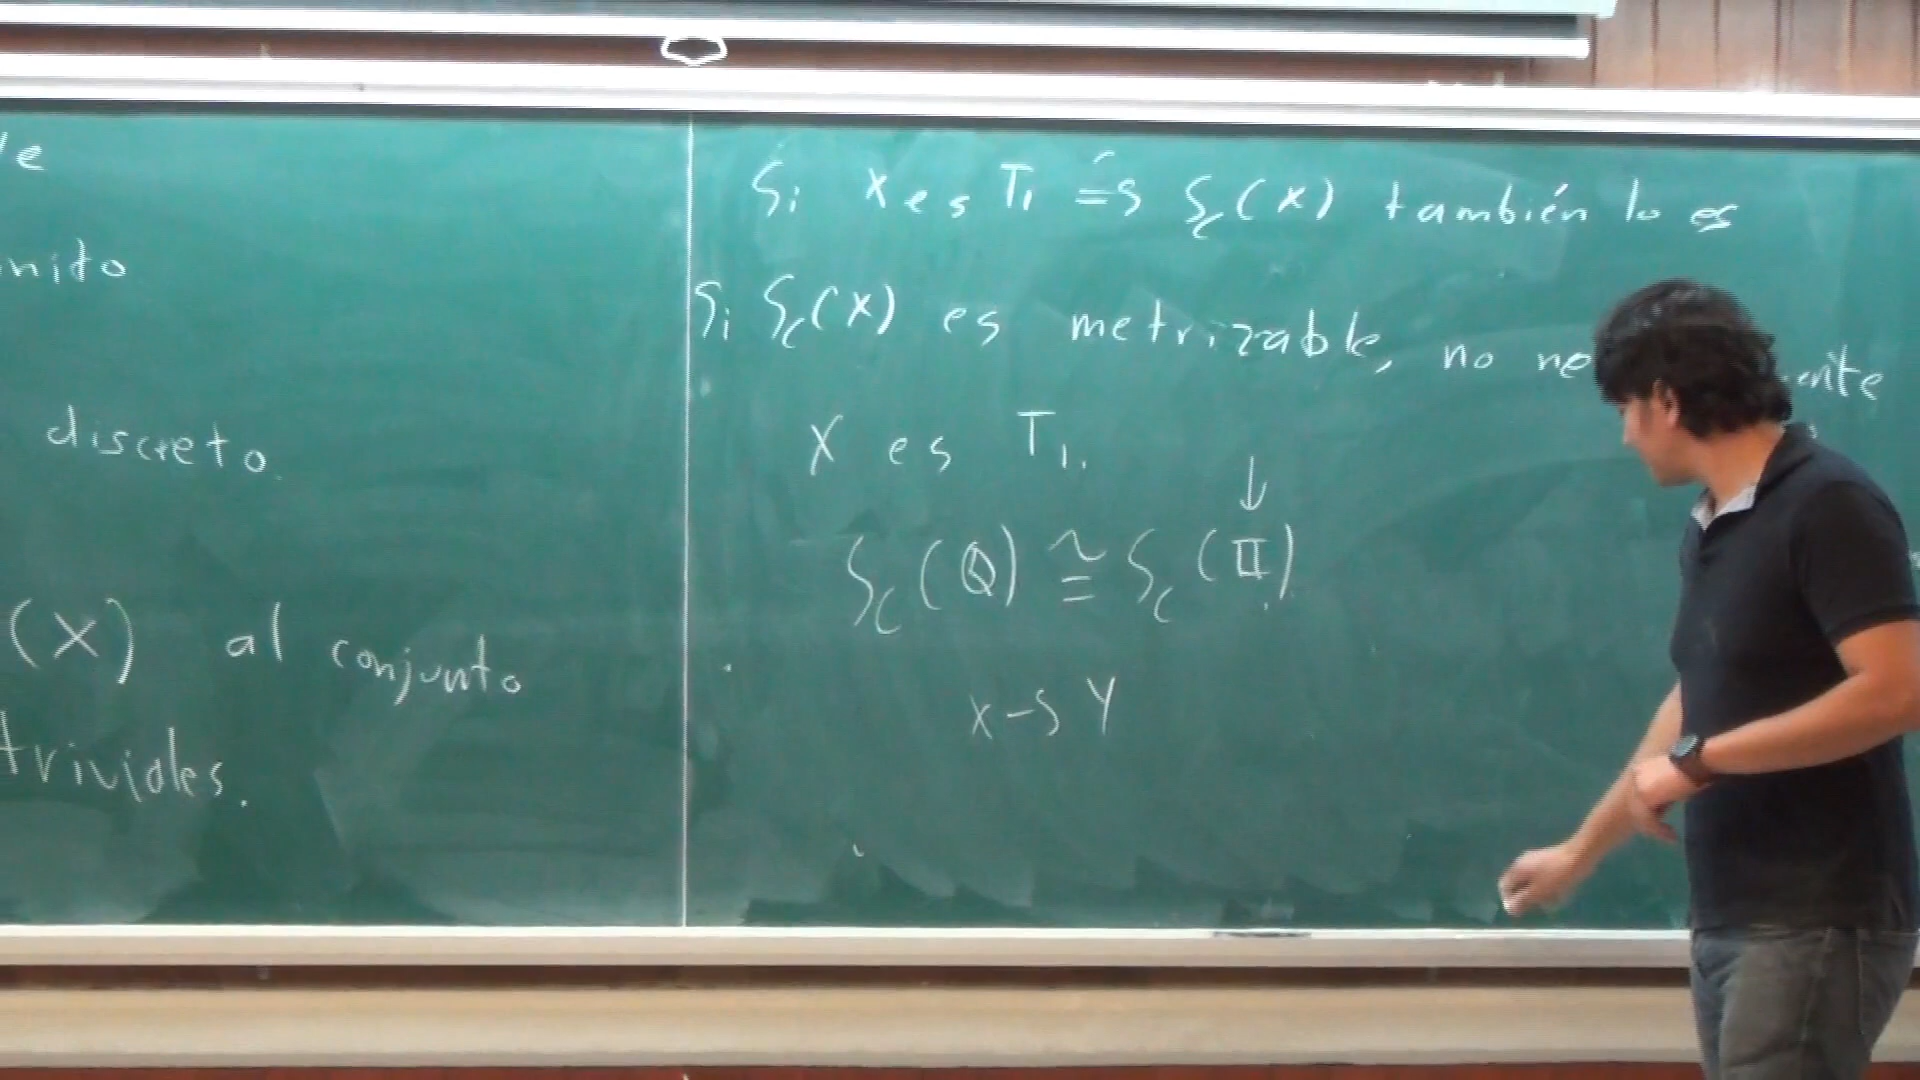 nito
discreto.
(X) al conjunto
triviales.
Si X es T₁ ⇒s S_c(X) también lo es
Si S_c(X) es metrizable, no
X es T₁.
↓
S_c(ℚ) ≅ S_c(𝕀)
X → Y